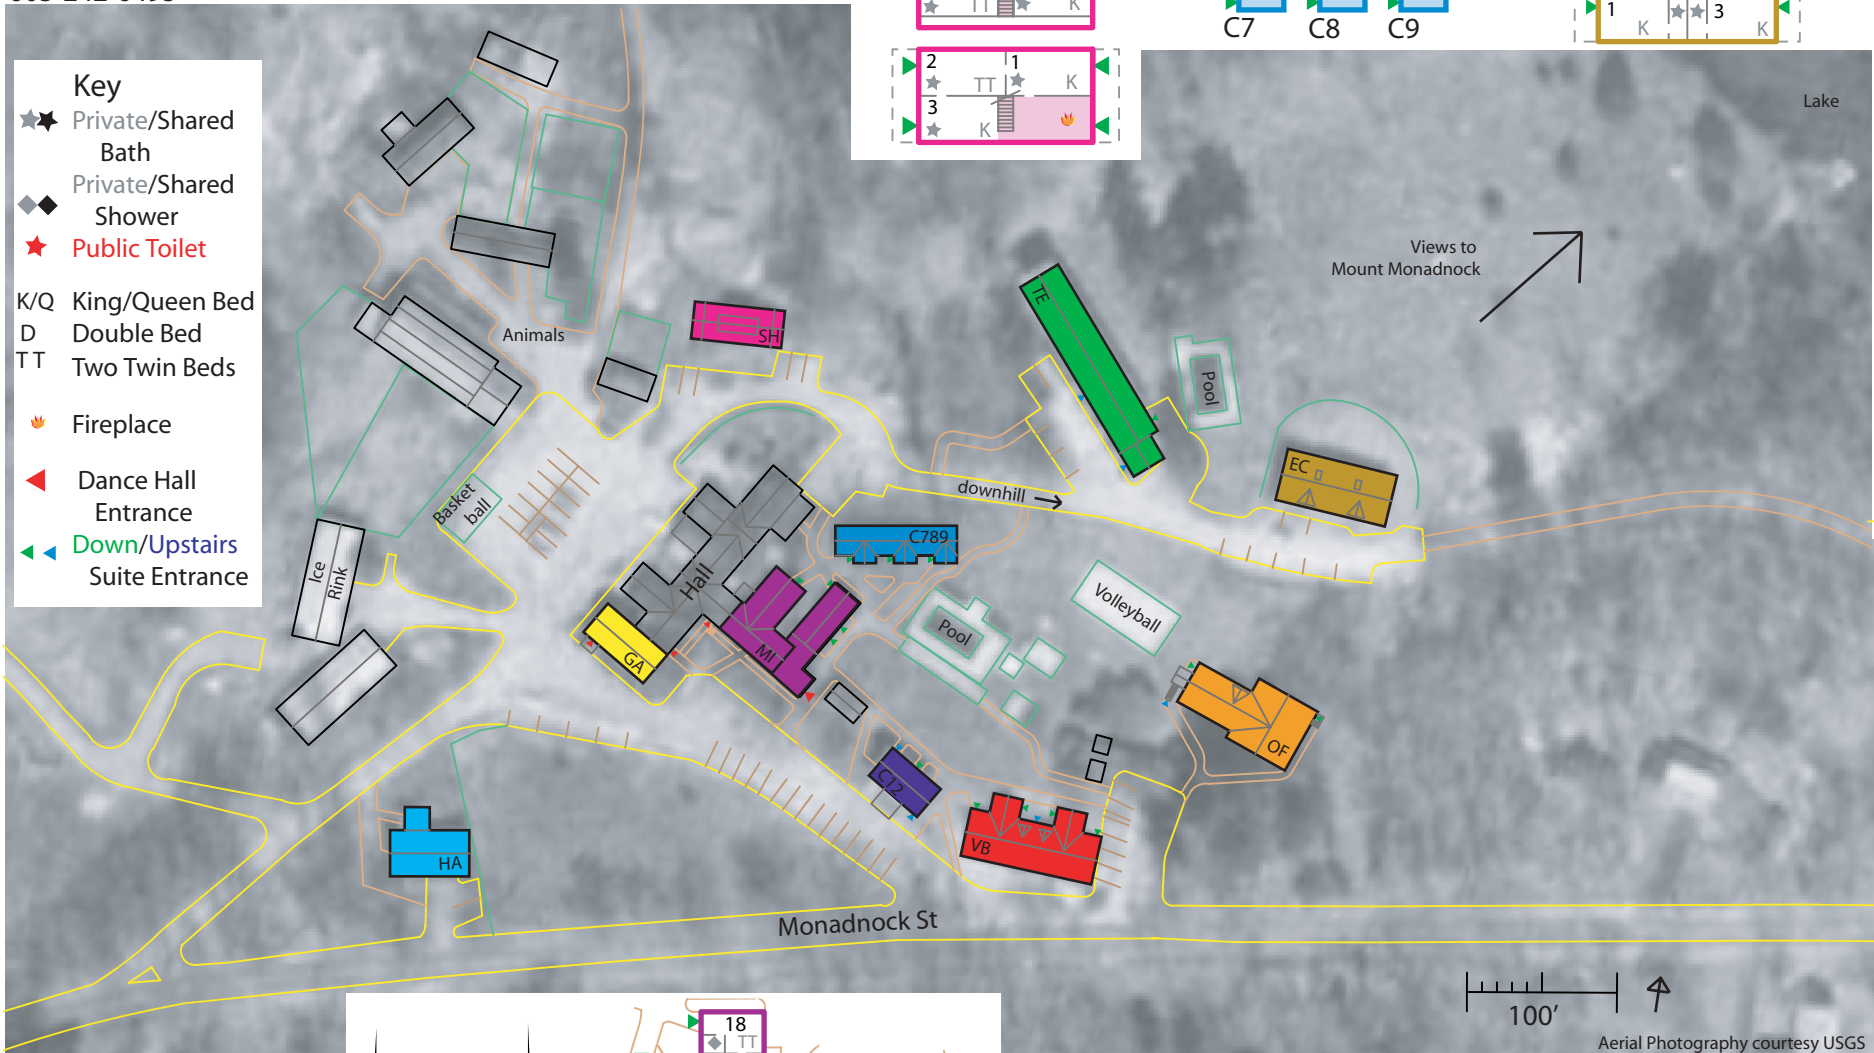 TT
K
C7
C8
C9
1
K
3
K
2
1
TT
K
3
K
Key
Private/Shared
Bath
Private/Shared
Shower
Public Toilet
K/Q King/Queen Bed
D Double Bed
TT Two Twin Beds
Fireplace
Dance Hall
Entrance
Down/Upstairs
Suite Entrance
Lake
Views to
Mount Monadnock
Animals
SH
TE
Pool
EC
Basket
ball
downhill
C789
Ice
Rink
Hall
GA
MI
Pool
Volleyball
OF
C12
VB
HA
Monadnock St
100'
Aerial Photography courtesy USGS
18
TT